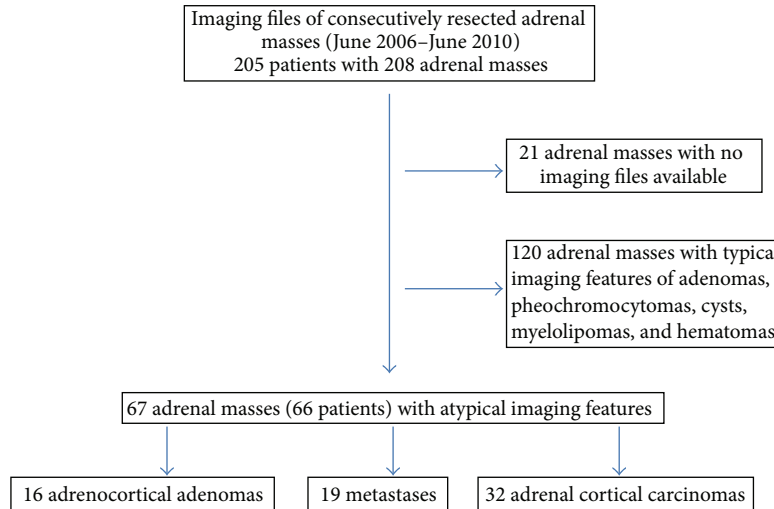 Imaging files of consecutively resected adrenal
masses (June 2006–June 2010)
205 patients with 208 adrenal masses
21 adrenal masses with no
imaging files available
120 adrenal masses with typical
imaging features of adenomas,
pheochromocytomas, cysts,
myelolipomas, and hematomas
67 adrenal masses (66 patients) with atypical imaging features
16 adrenocortical adenomas
19 metastases
32 adrenal cortical carcinomas